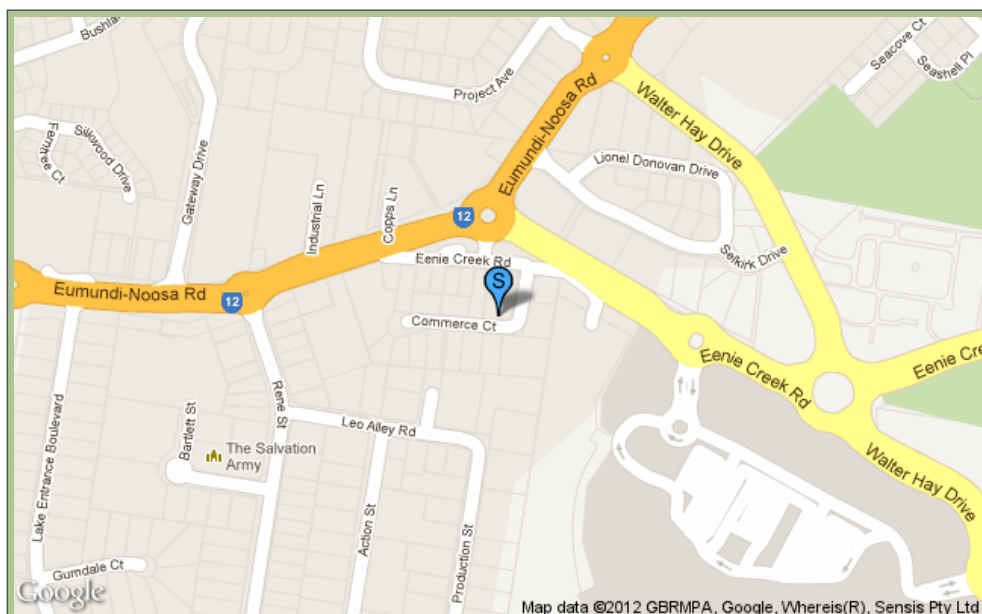 Bushla
Seacove Ct
Seashell Pl
Project Ave
Eumundi-Noosa Rd
Walter Hay Drive
Ferntree Ct
Silkwood Drive
Gateway Drive
Lionel Donovan Drive
Industrial Ln
Copps Ln
12
Selkirk Drive
Eenie Creek Rd
S
Eumundi-Noosa Rd
12
Commerce Ct
Eenie Creek Rd
Eenie Cre
Rene St
Lake Entrance Boulevard
Bartlett St
Leo Alley Rd
The Salvation
Army
Walter Hay Drive
Action St
Production St
Gumdale Ct
Google
Map data ©2012 GBRMPA, Google, Whereis(R), Sensis Pty Ltd